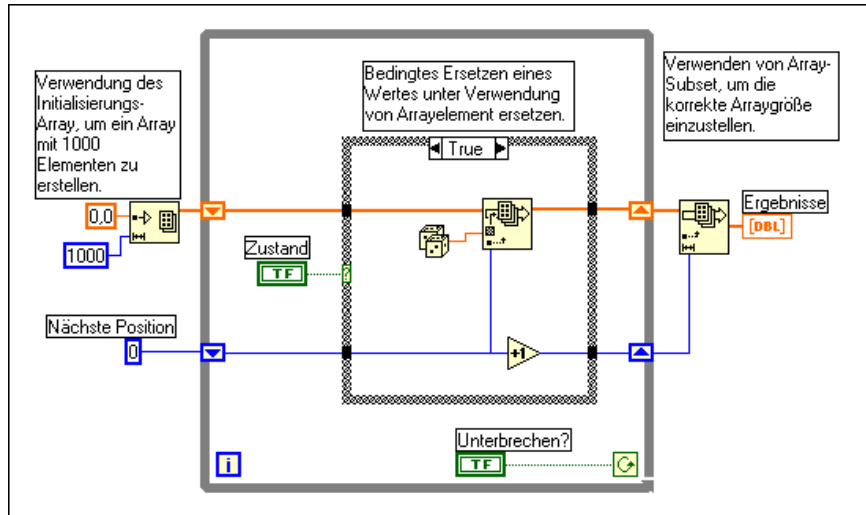 Verwendung des
Initialisierungs-
Array, um ein Array
mit 1000
Elementen zu
erstellen.
Bedingtes Ersetzen eines
Wertes unter Verwendung
von Arrayelement ersetzen.
Verwenden von Array-
Subset, um die
korrekte Arraygröße
einzustellen.
True
0,0
1000
Ergebnisse
[DBL]
Zustand
TF
?
Nächste Position
0
+1
Unterbrechen?
TF
i